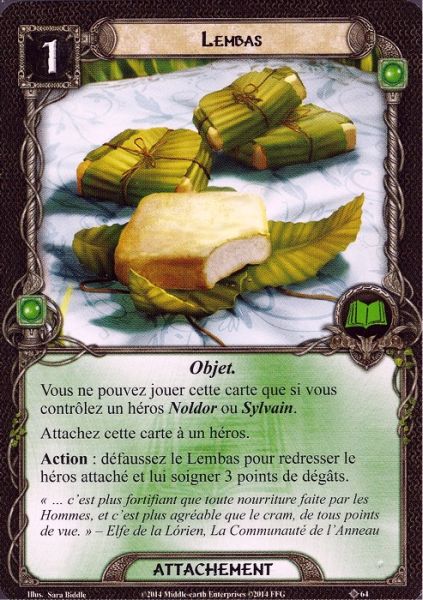 1
Lembas
Objet.
Vous ne pouvez jouer cette carte que si vous
contrôlez un héros Noldor ou Sylvain.
Attachez cette carte à un héros.
Action : défaussez le Lembas pour redresser le
héros attaché et lui soigner 3 points de dégâts.
« … c'est plus fortifiant que toute nourriture faite par les
Hommes, et c'est plus agréable que le cram, de tous points
de vue. » – Elfe de la Lórien, La Communauté de l'Anneau
ATTACHEMENT
Illus. Sara Biddle ©2014 Middle-earth Enterprises ©2014 FFG 64